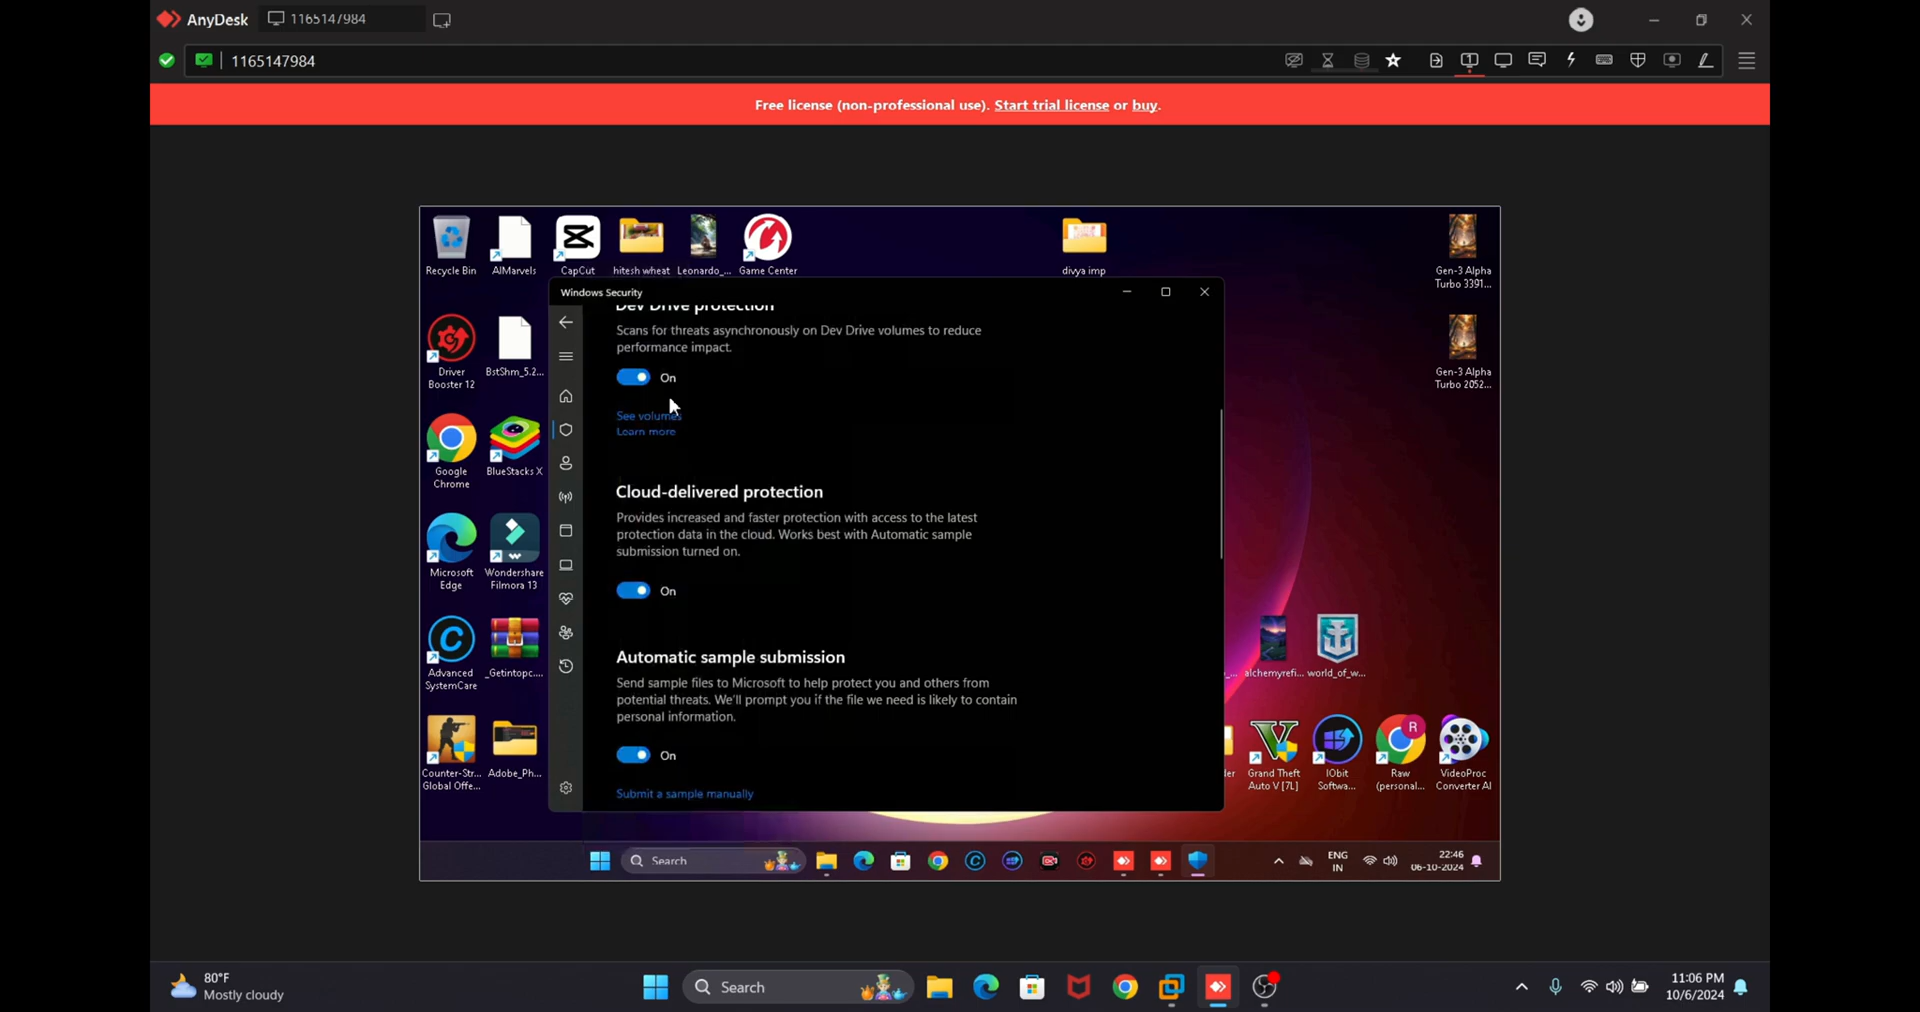 AnyDesk
1165147984
1165147984
Free license (non-professional use). Start trial license or buy.
Recycle Bin
AIMarvels
CapCut
hitesh wheat
Leonardo_...
Game Center
divya imp
Gen-3 Alpha
Turbo 3391...
Windows Security
Dev Drive protection
Scans for threats asynchronously on Dev Drive volumes to reduce
performance impact.
On
See volumes
Learn more
Driver
Booster 12
BstShm_5.2...
Gen-3 Alpha
Turbo 2052...
Google
Chrome
BlueStacks X
Cloud-delivered protection
Provides increased and faster protection with access to the latest
protection data in the cloud. Works best with Automatic sample
submission turned on.
On
Microsoft
Edge
Wondershare
Filmora 13
Automatic sample submission
Send sample files to Microsoft to help protect you and others from
potential threats. We'll prompt you if the file we need is likely to contain
personal information.
On
Submit a sample manually
Advanced
SystemCare
_Getintopc....
alchemyrefi...
world_of_w...
Counter-Str...
Global Offe...
Adobe_Ph...
Grand Theft
Auto V [7L]
IObit
Softwa...
R
Raw
(personal...
VideoProc
Converter AI
Search
ENG
IN
22:46
06-10-2024
80°F
Mostly cloudy
Search
11:06 PM
10/6/2024